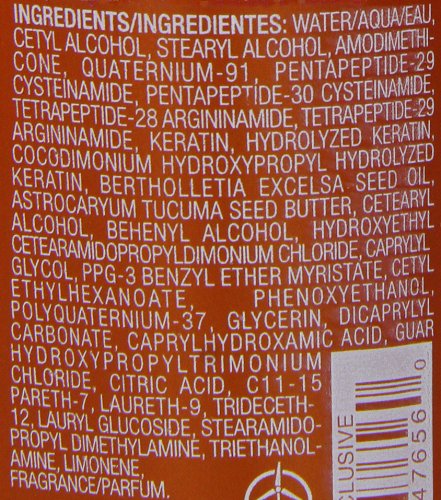 INGREDIENTS/INGREDIENTES: WATER/AQUA/EAU,
CETYL ALCOHOL, STEARYL ALCOHOL, AMODIMETHI-
CONE, QUATERNIUM-91, PENTAPEPTIDE-29
CYSTEINAMIDE, PENTAPEPTIDE-30 CYSTEINAMIDE,
TETRAPEPTIDE-28 ARGININAMIDE, TETRAPEPTIDE-29
ARGININAMIDE, KERATIN, HYDROLYZED KERATIN,
COCODIMONIUM HYDROXYPROPYL HYDROLYZED
KERATIN, BERTHOLLETIA EXCELSA SEED OIL,
ASTROCARYUM TUCUMA SEED BUTTER, CETEARYL
ALCOHOL, BEHENYL ALCOHOL, HYDROXYETHYL
CETEARAMIDOPROPYLDIMONIUM CHLORIDE, CAPRYLYL
GLYCOL, PPG-3 BENZYL ETHER MYRISTATE, CETYL
ETHYLHEXANOATE, PHENOXYETHANOL,
POLYQUATERNIUM-37, GLYCERIN, DICAPRYLYL
CARBONATE, CAPRYLHYDROXAMIC ACID, GUAR
HYDROXYPROPYLTRIMONIUM
CHLORIDE, CITRIC ACID, C11-15
PARETH-7, LAURETH-9, TRIDECETH-
12, LAURYL GLUCOSIDE, STEARAMIDO-
PROPYL DIMETHYLAMINE, TRIETHANOL-
AMINE, LIMONENE,
FRAGRANCE/PARFUM.
LUSIVE
47656 0